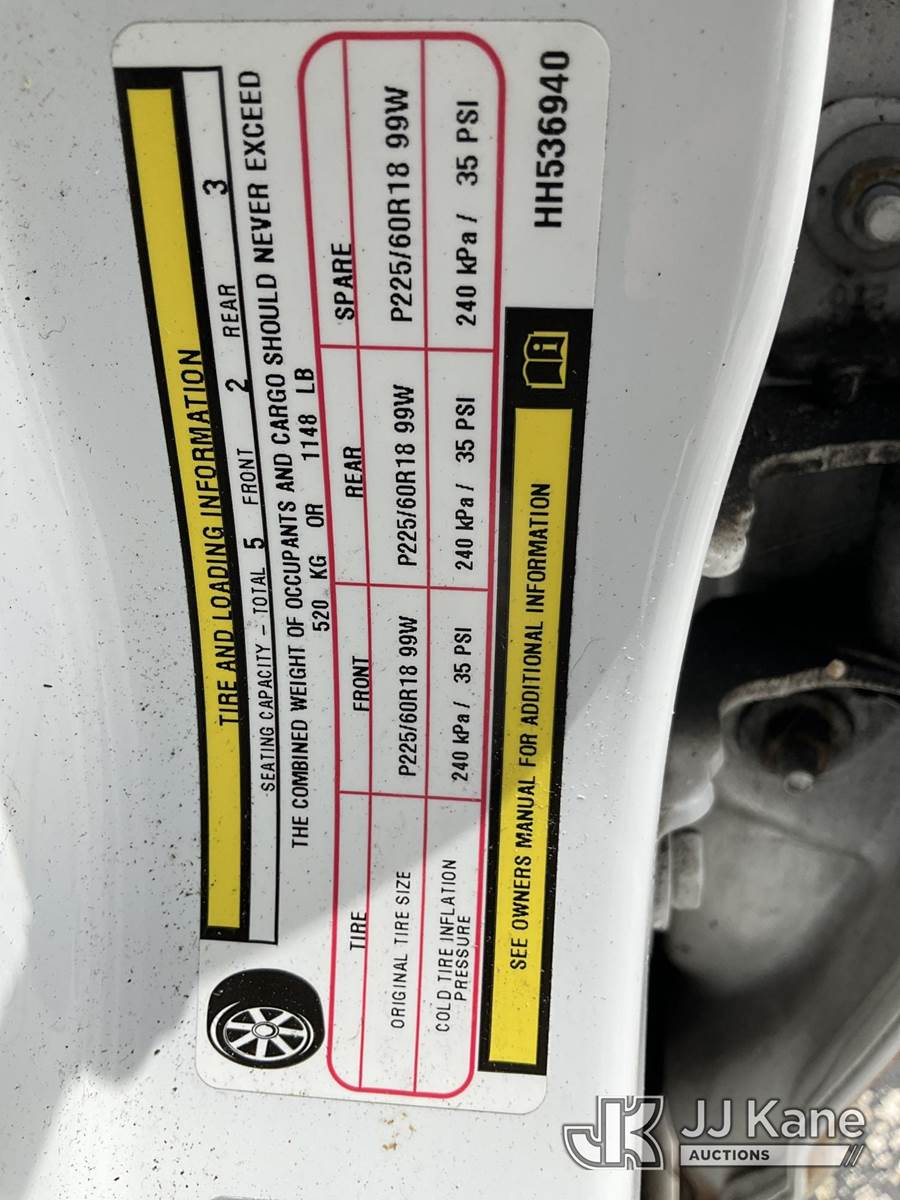 TIRE AND LOADING INFORMATION
SEATING CAPACITY - TOTAL 5 FRONT 2 REAR 3
THE COMBINED WEIGHT OF OCCUPANTS AND CARGO SHOULD NEVER EXCEED
520 KG OR 1148 LB
TIRE FRONT REAR SPARE
ORIGINAL TIRE SIZE P225/60R18 99W P225/60R18 99W P225/60R18 99W
COLD TIRE INFLATION
PRESSURE 240 kPa / 35 PSI 240 kPa / 35 PSI 240 kPa / 35 PSI
SEE OWNERS MANUAL FOR ADDITIONAL INFORMATION
HH536940
JK JJ Kane
AUCTIONS